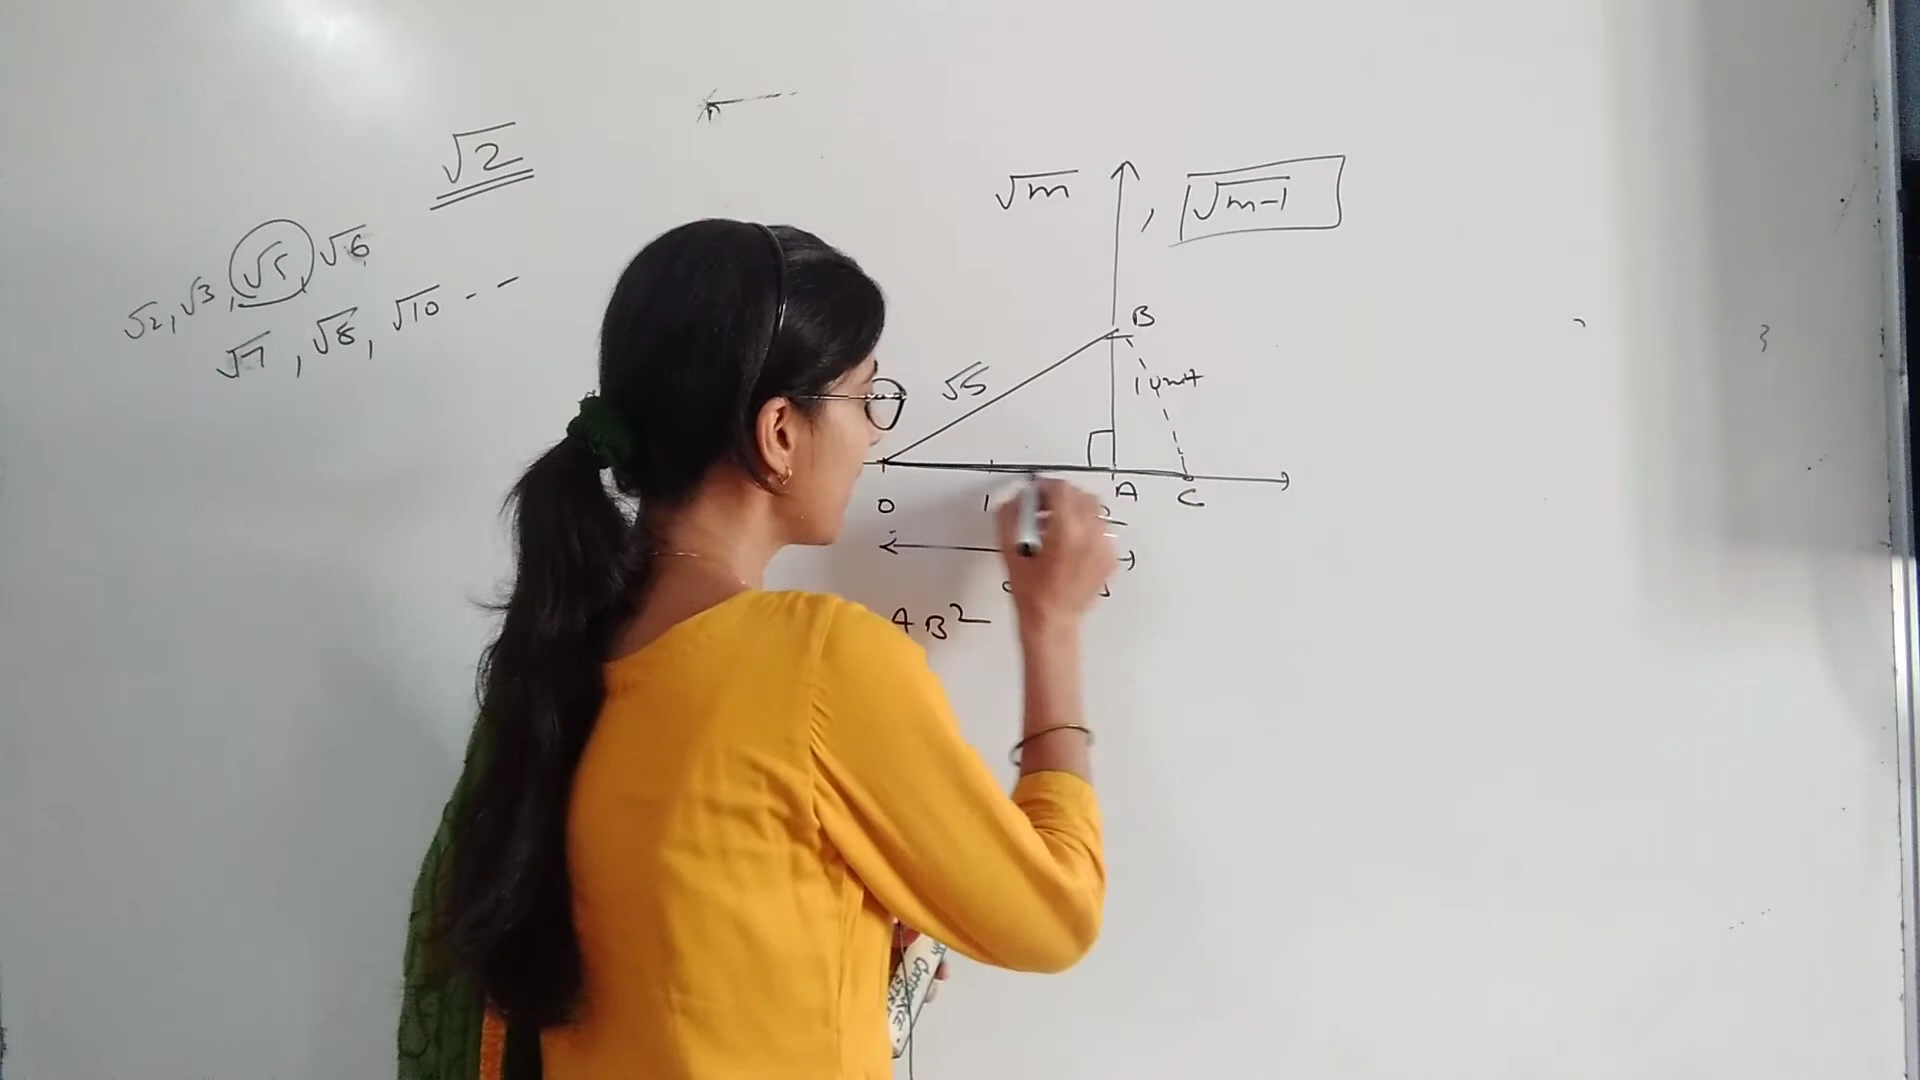 √2
√m , √m-1
√2, √3, √5, √6
√7, √8, √10 - -
B
√5
1 unit
0 1 A C
AB²